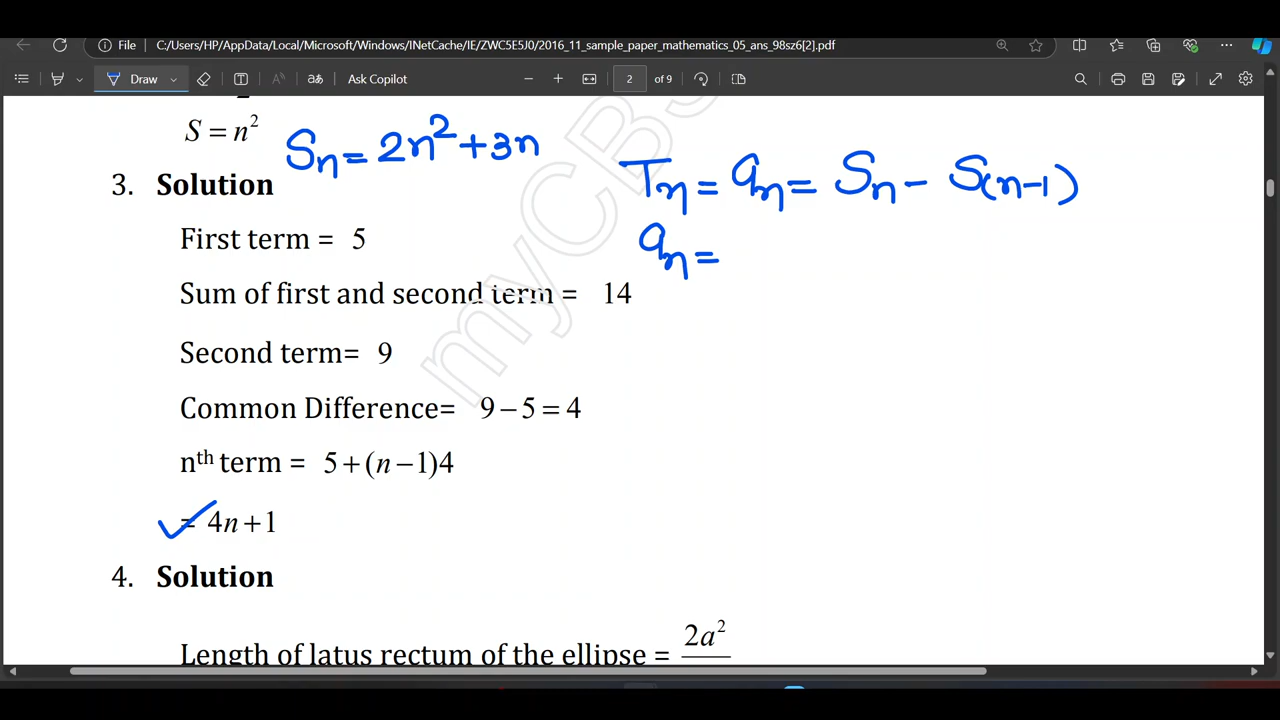 File C:/Users/HP/AppData/Local/Microsoft/Windows/INetCache/IE/ZWC5E5J0/2016_11_sample_paper_mathematics_05_ans_98sz6[2].pdf
Draw Ask Copilot 2 of 9
S = n²
Sn = 2n² + 3n
Tn = an = Sn − S(n−1)
an =
3. Solution
First term = 5
Sum of first and second term = 14
Second term= 9
Common Difference= 9 − 5 = 4
nᵗʰ term = 5 + (n − 1)4
= 4n + 1
4. Solution
Length of latus rectum of the ellipse = 2a²
myCBS